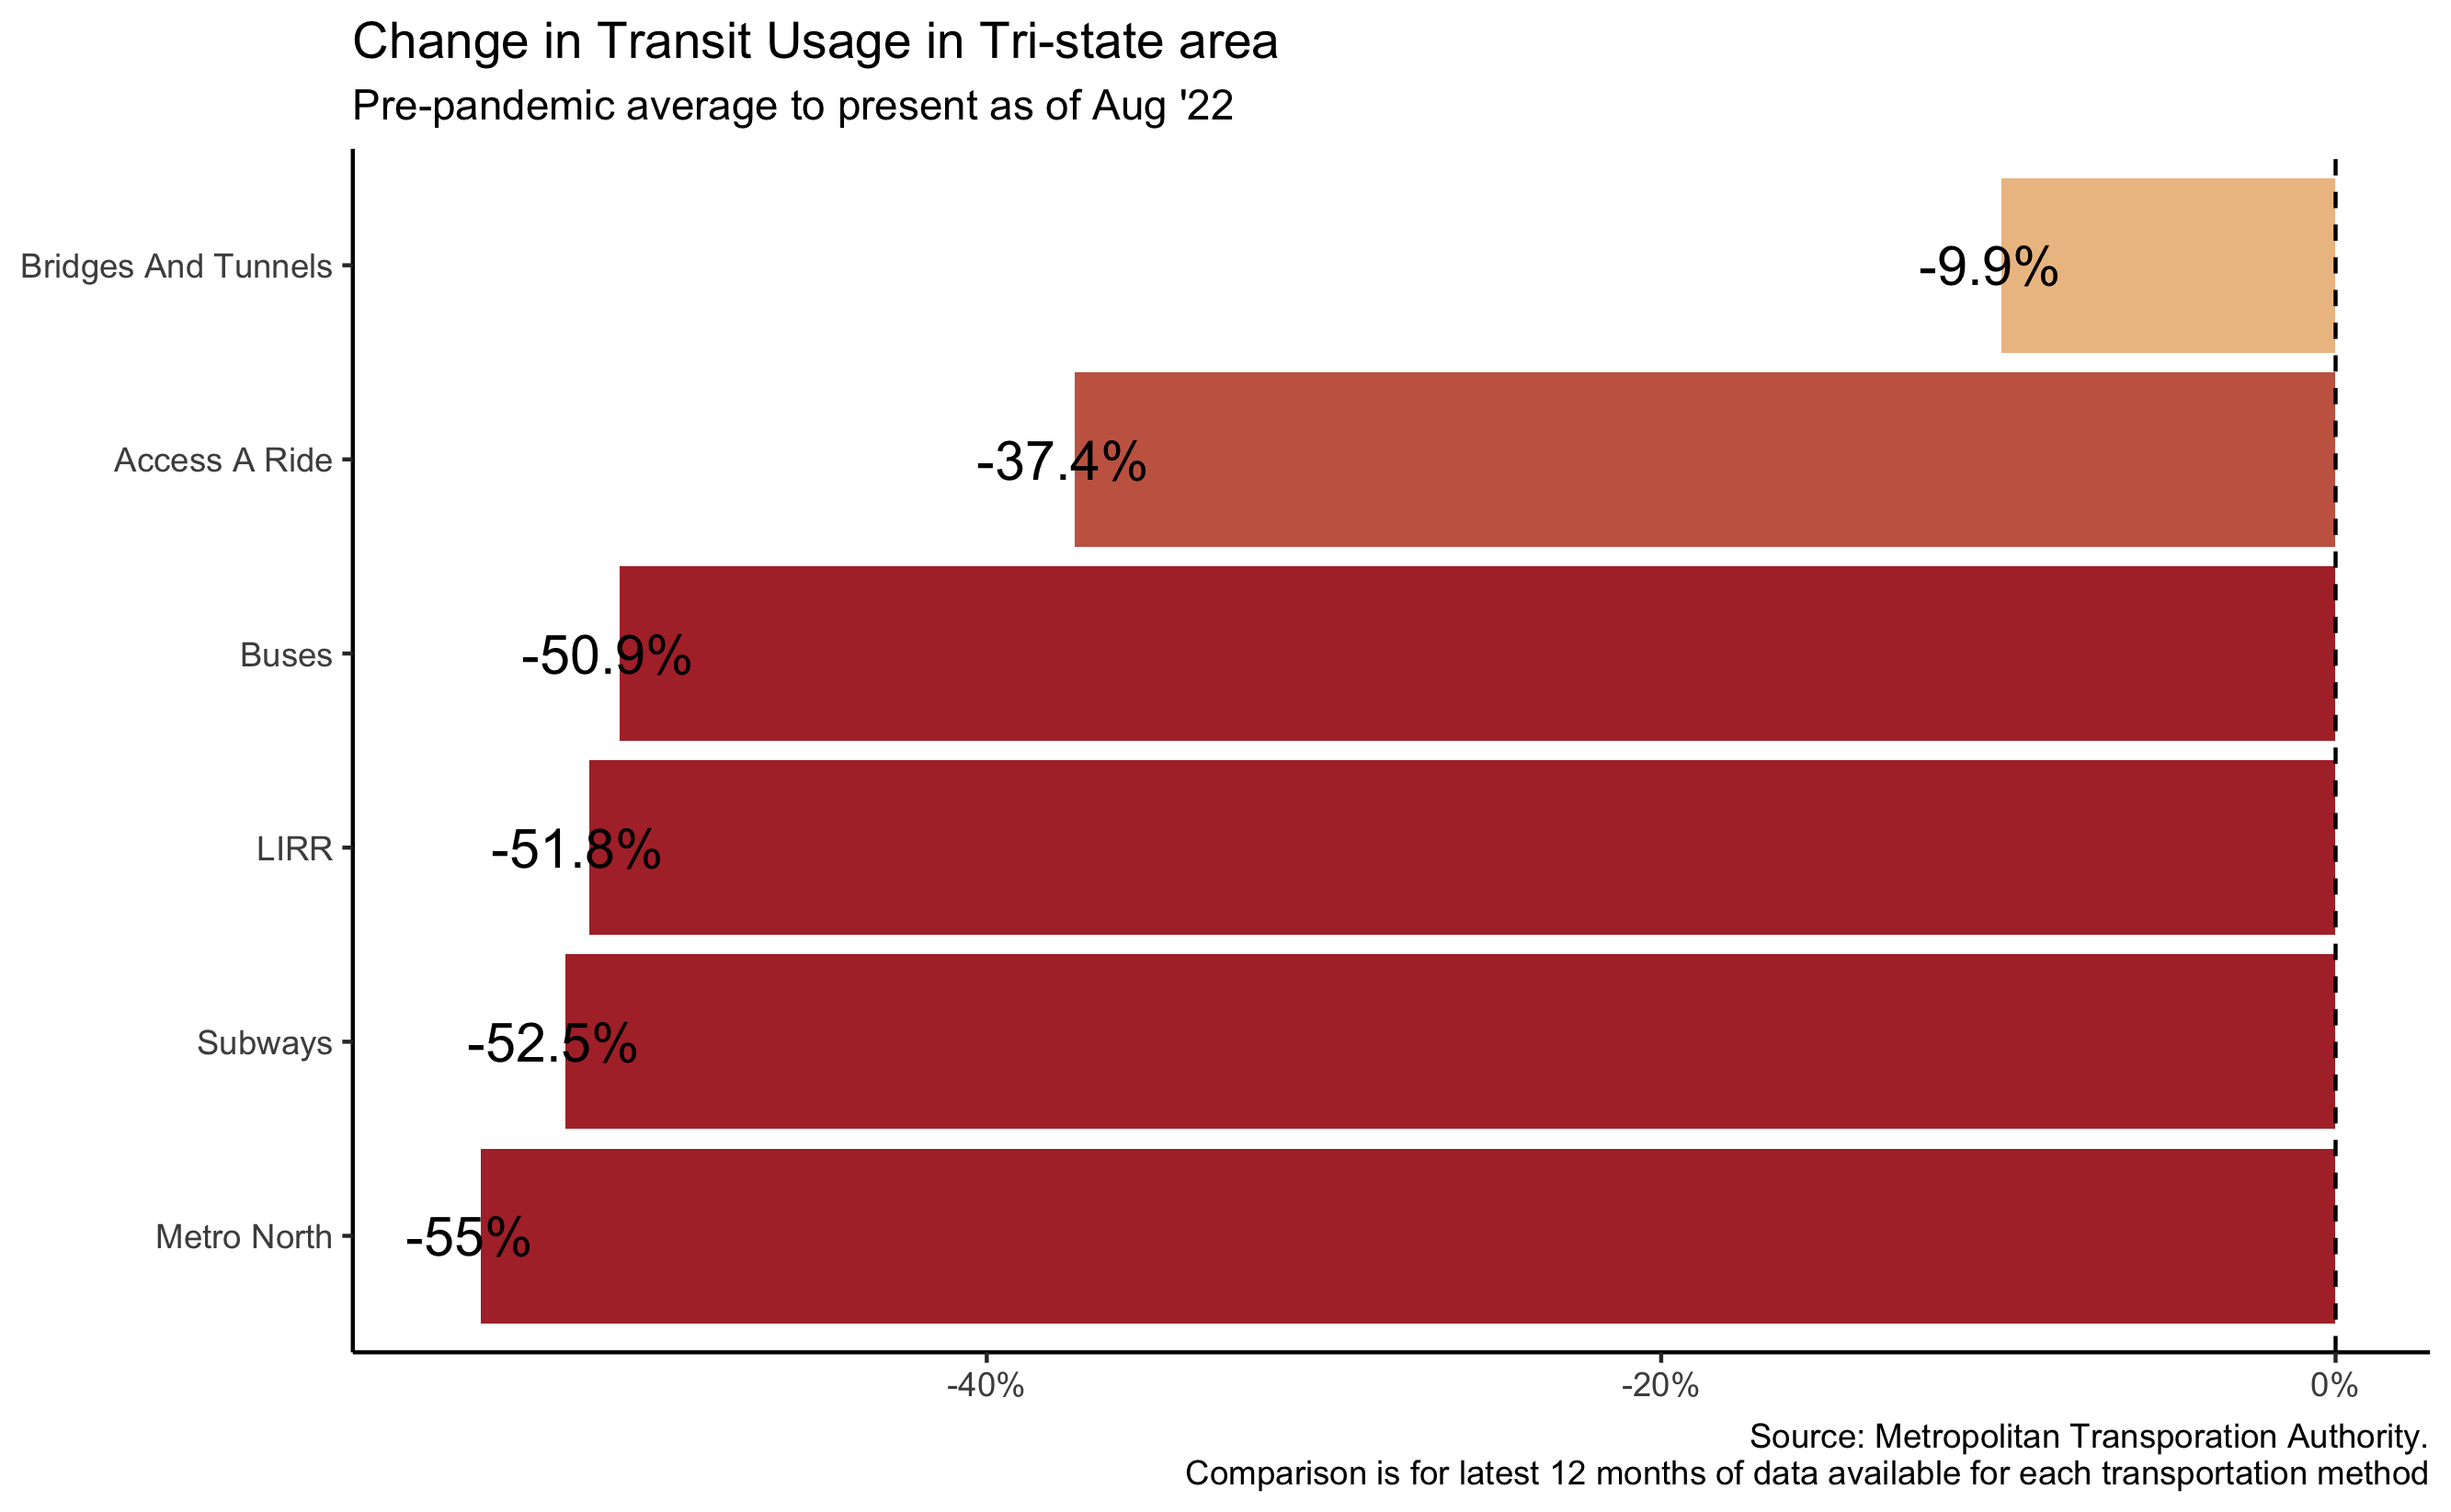 Change in Transit Usage in Tri-state area
Pre-pandemic average to present as of Aug '22
Bridges And Tunnels
-9.9%
Access A Ride
-37.4%
Buses
-50.9%
LIRR
-51.8%
Subways
-52.5%
Metro North
-55%
-40%
-20%
0%
Source: Metropolitan Transporation Authority.
Comparison is for latest 12 months of data available for each transportation method